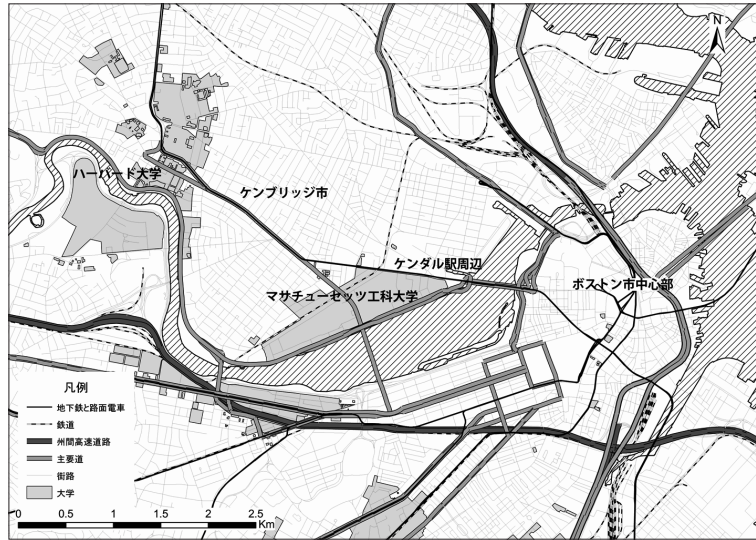 N
ハーバード大学
ケンブリッジ市
ケンダル駅周辺
マサチューセッツ工科大学
ボストン市中心部
凡例
地下鉄と路面電車
鉄道
州間高速道路
主要道
街路
大学
0 0.5 1 1.5 2 2.5
Km